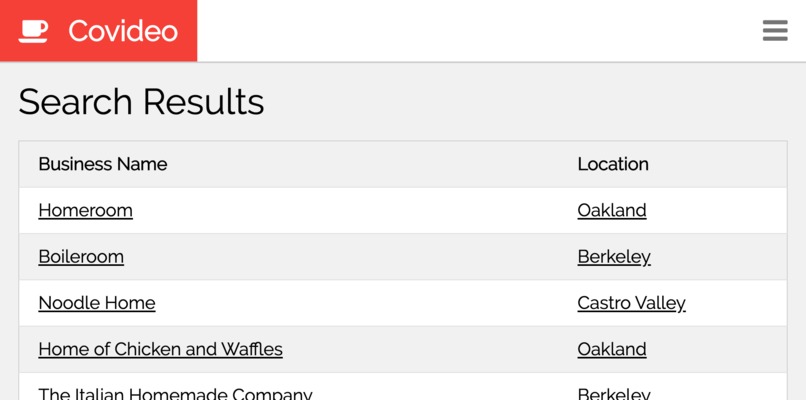 Covideo
Search Results
Business Name Location
Homeroom Oakland
Boileroom Berkeley
Noodle Home Castro Valley
Home of Chicken and Waffles Oakland
The Italian Homemade Company Berkeley